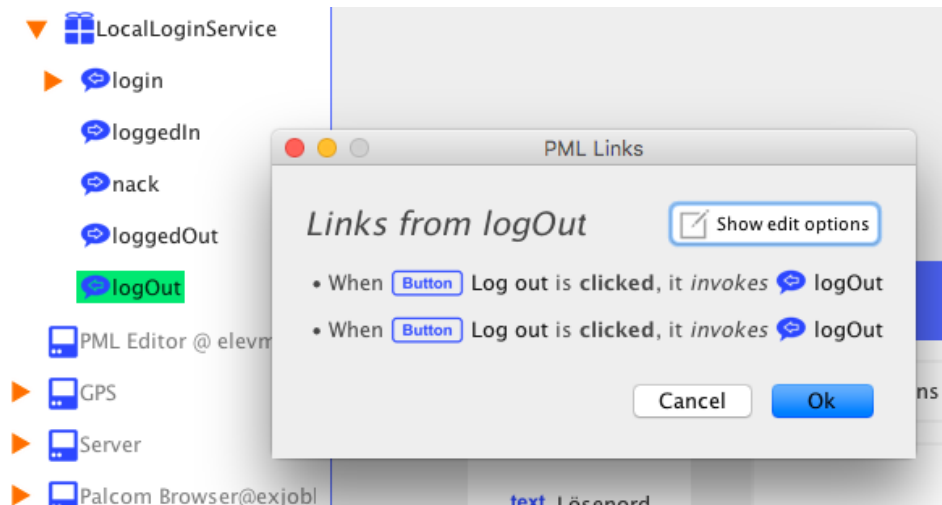 LocalLoginService
login
loggedIn
nack
loggedOut
logOut
PML Editor @ elevm
GPS
Server
Palcom Browser@exjobl
PML Links
Links from logOut
Show edit options
• When Button Log out is clicked, it invokes logOut
• When Button Log out is clicked, it invokes logOut
Cancel
Ok
ns
text Lösenord